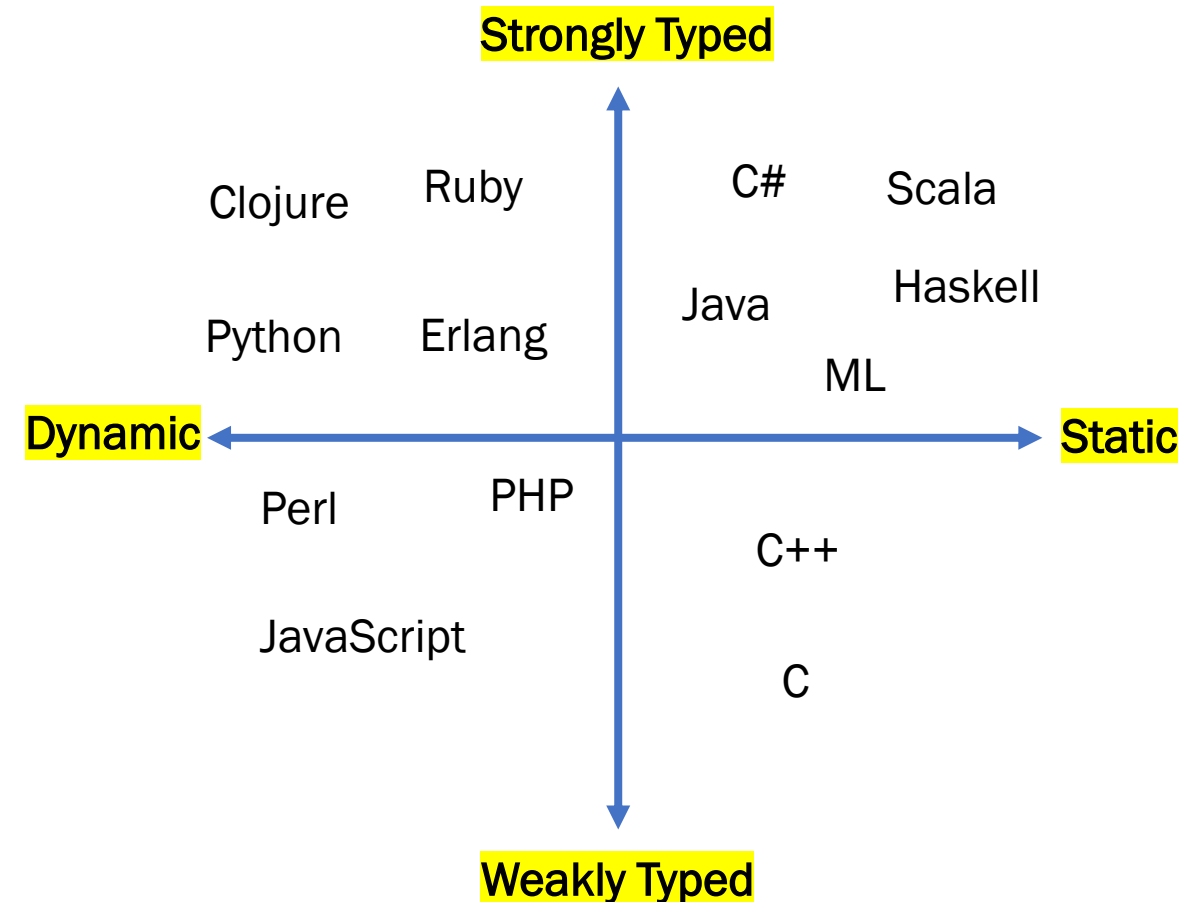 Strongly Typed
Clojure
Ruby
C#
Scala
Python
Erlang
Java
Haskell
ML
Dynamic
Static
Perl
PHP
C++
JavaScript
C
Weakly Typed